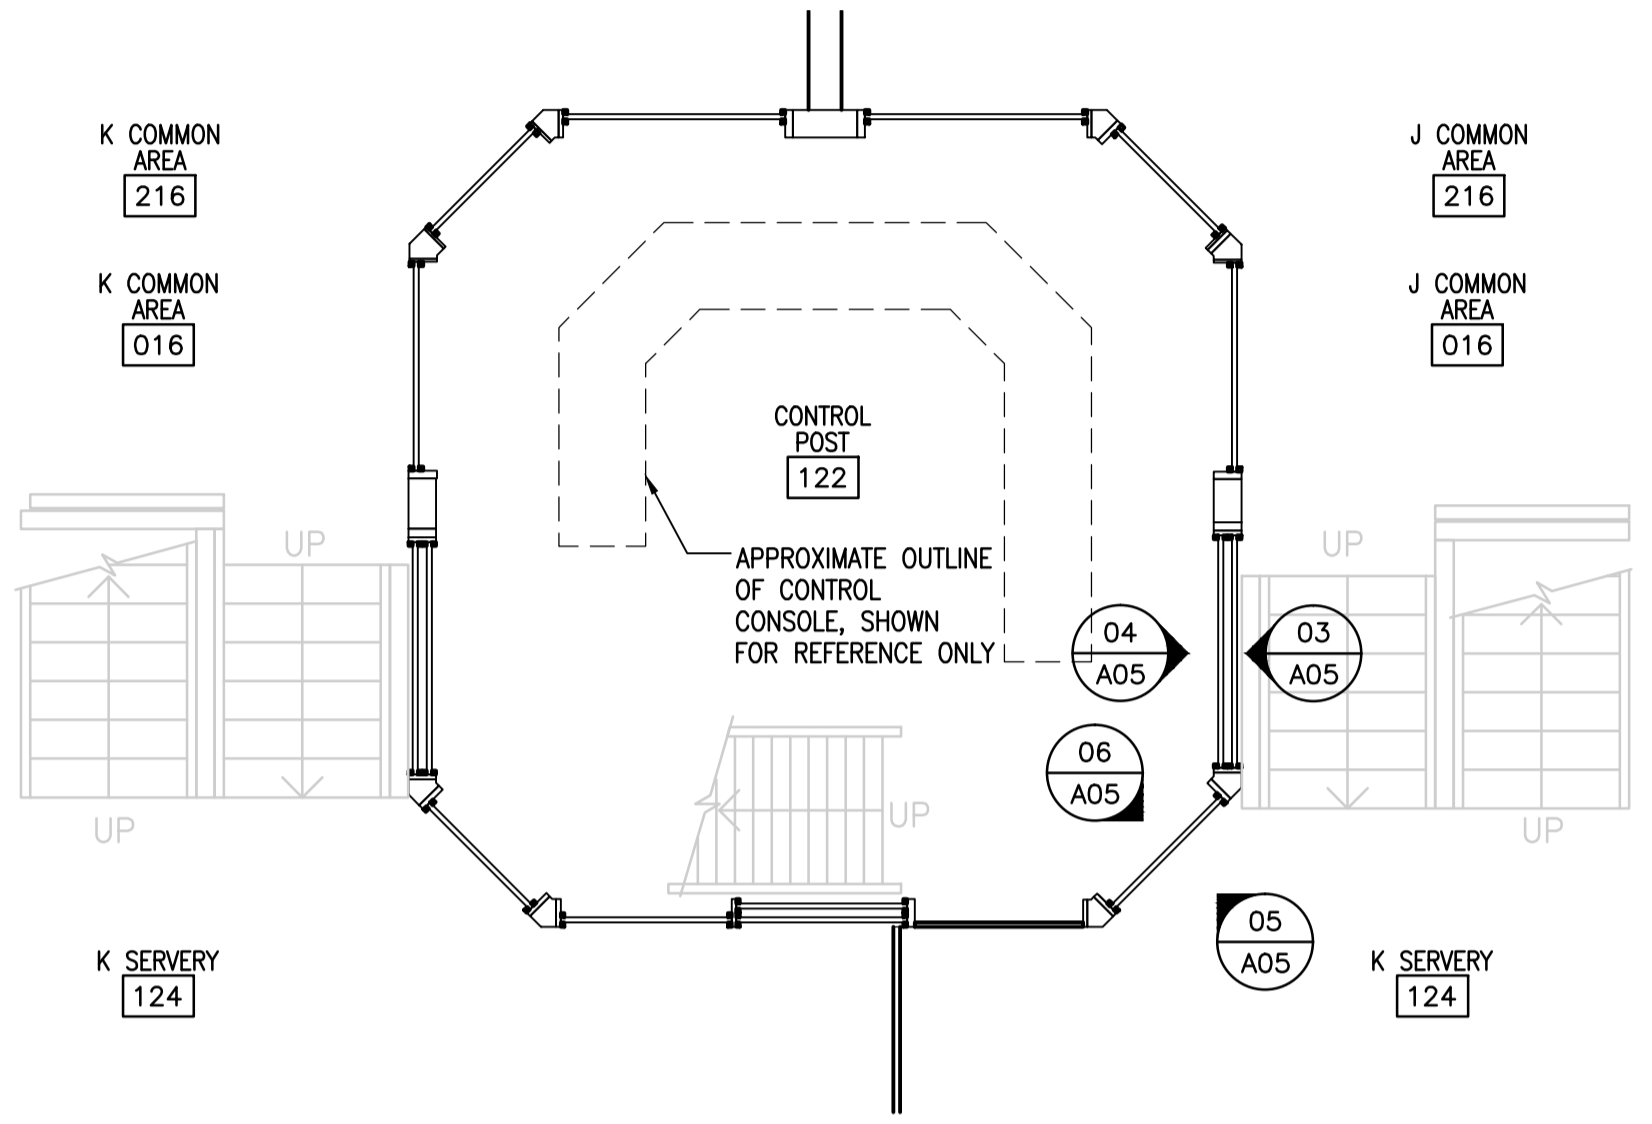 K COMMON
AREA
216
J COMMON
AREA
216
K COMMON
AREA
016
J COMMON
AREA
016
CONTROL
POST
122
UP
UP
APPROXIMATE OUTLINE
OF CONTROL
CONSOLE, SHOWN
FOR REFERENCE ONLY
04
A05
03
A05
06
A05
UP
UP
UP
05
A05
K SERVERY
124
K SERVERY
124